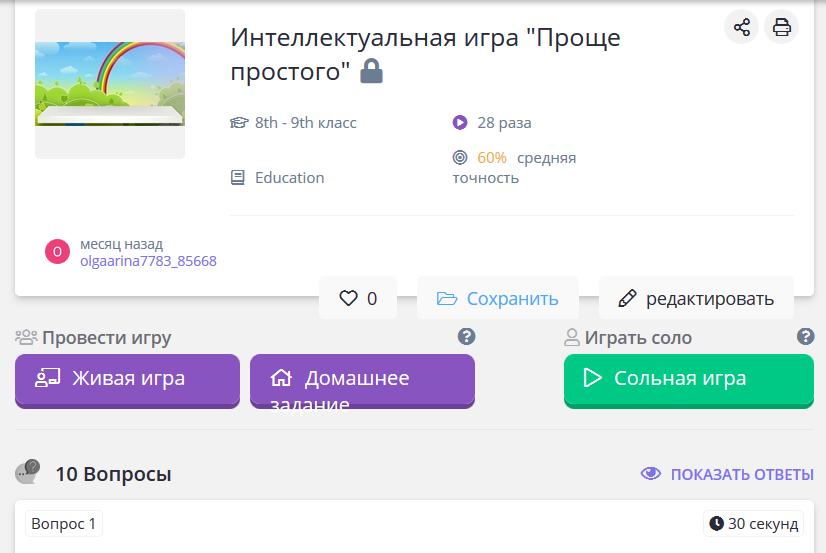 Интеллектуальная игра "Проще
простого"
8th - 9th класс
28 раза
60% средняя
точность
Education
О
месяц назад
olgaarina7783_85668
0
Сохранить
редактировать
Провести игру
?
Играть соло
?
Живая игра
Домашнее
задание
Сольная игра
10 Вопросы
ПОКАЗАТЬ ОТВЕТЫ
Вопрос 1
30 секунд